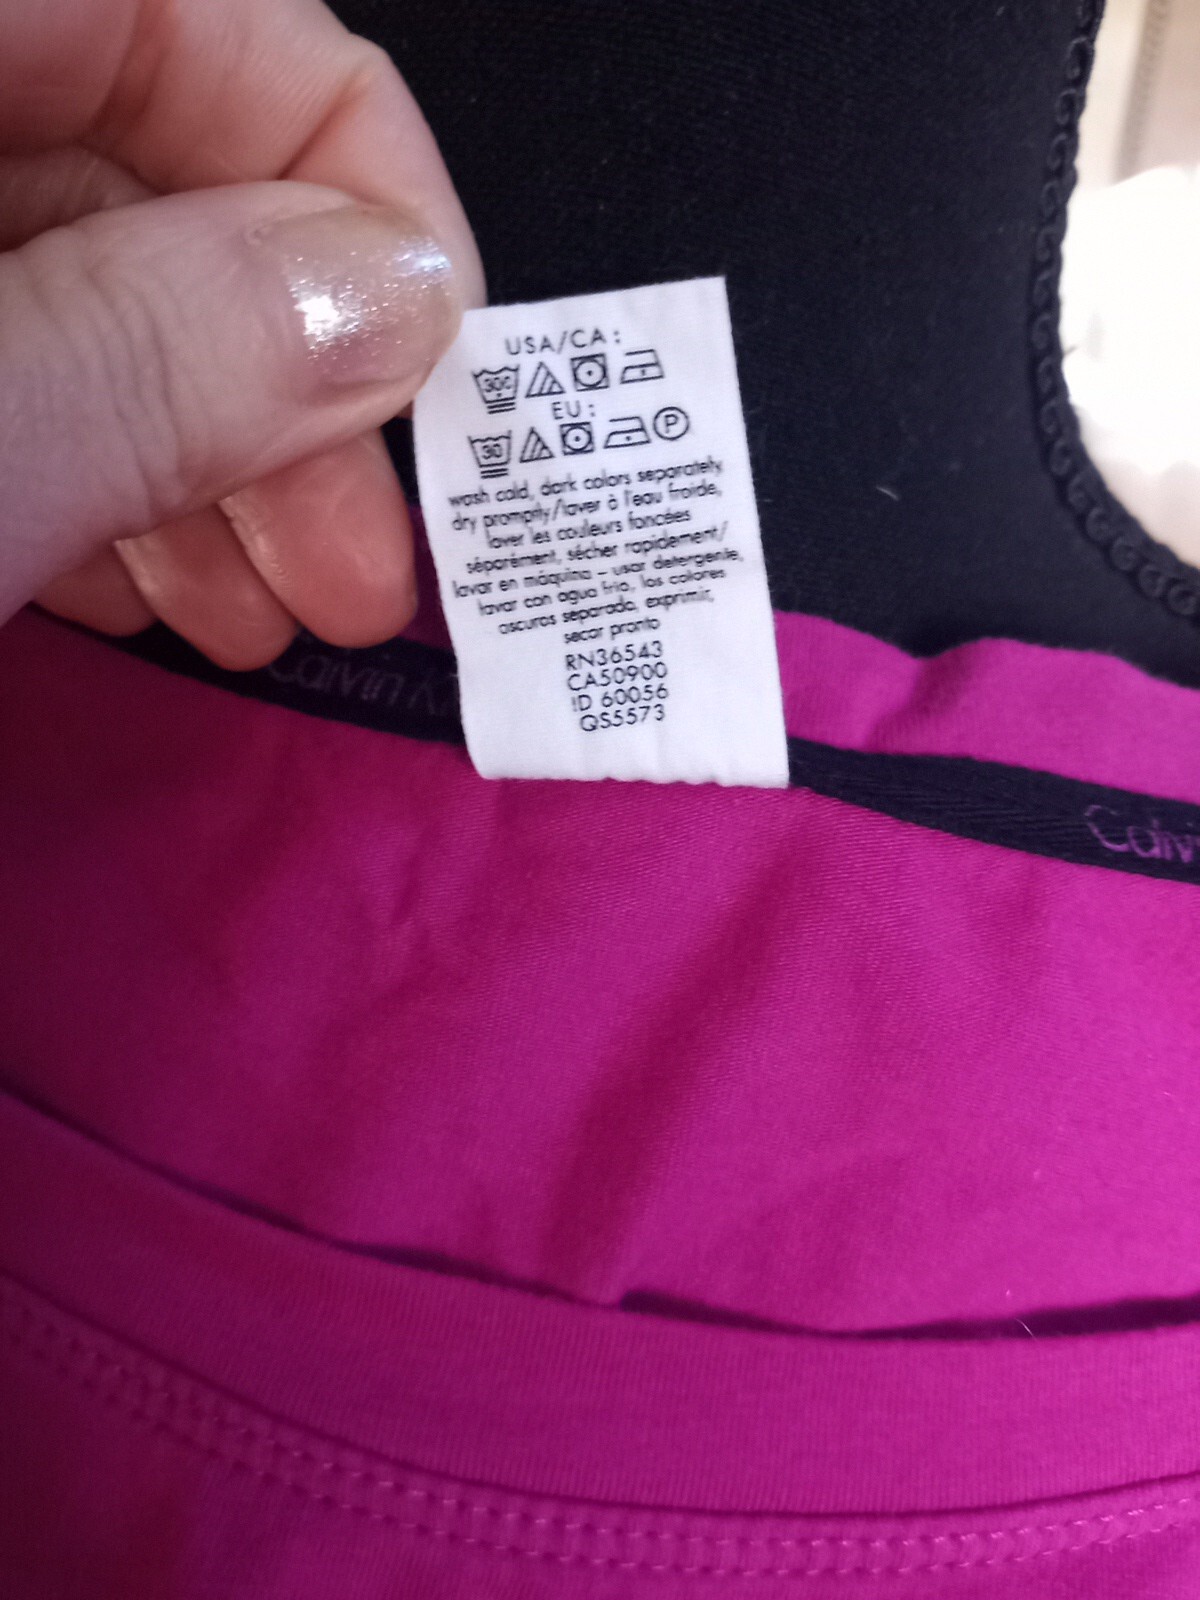 USA/CA:
30c
EU:
30 P
wash cold, dark colors separately,
dry promptly/laver à l'eau froide,
laver les couleurs foncées
séparément, sécher rapidement/
lavar en máquina – usar detergente,
lavar con agua fria, los colores
oscuros separado, exprimir,
secar pronto
RN36543
CA50900
ID 60056
QS5573
Calvin